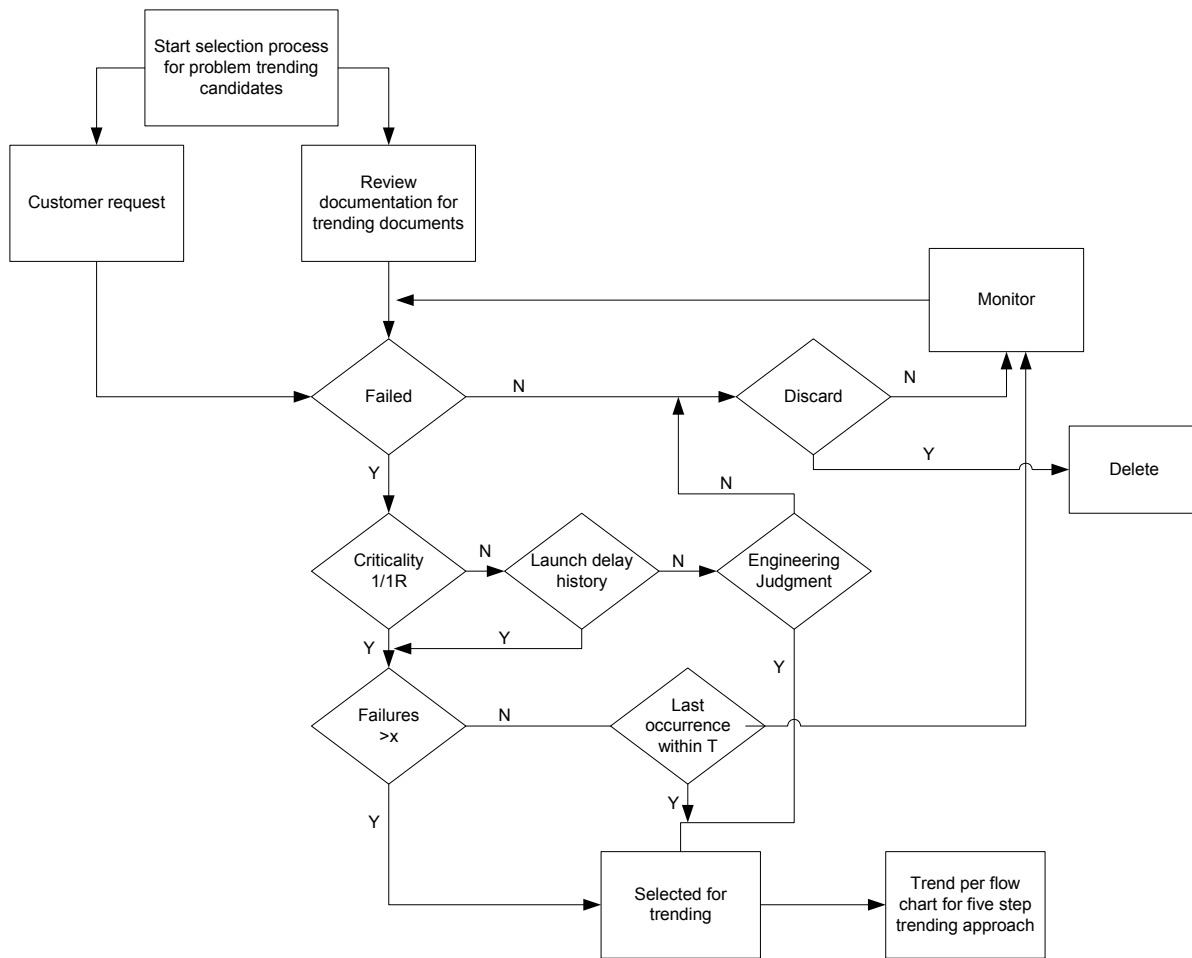 Start selection process
for problem trending
candidates
Customer request
Review
documentation for
trending documents
Monitor
Failed
N
Discard
N
Y
Y
Delete
N
Criticality
1/1R
N
Launch delay
history
N
Engineering
Judgment
Y
Y
Y
Failures
>x
N
Last
occurrence
within T
Y
Y
Selected for
trending
Trend per flow
chart for five step
trending approach